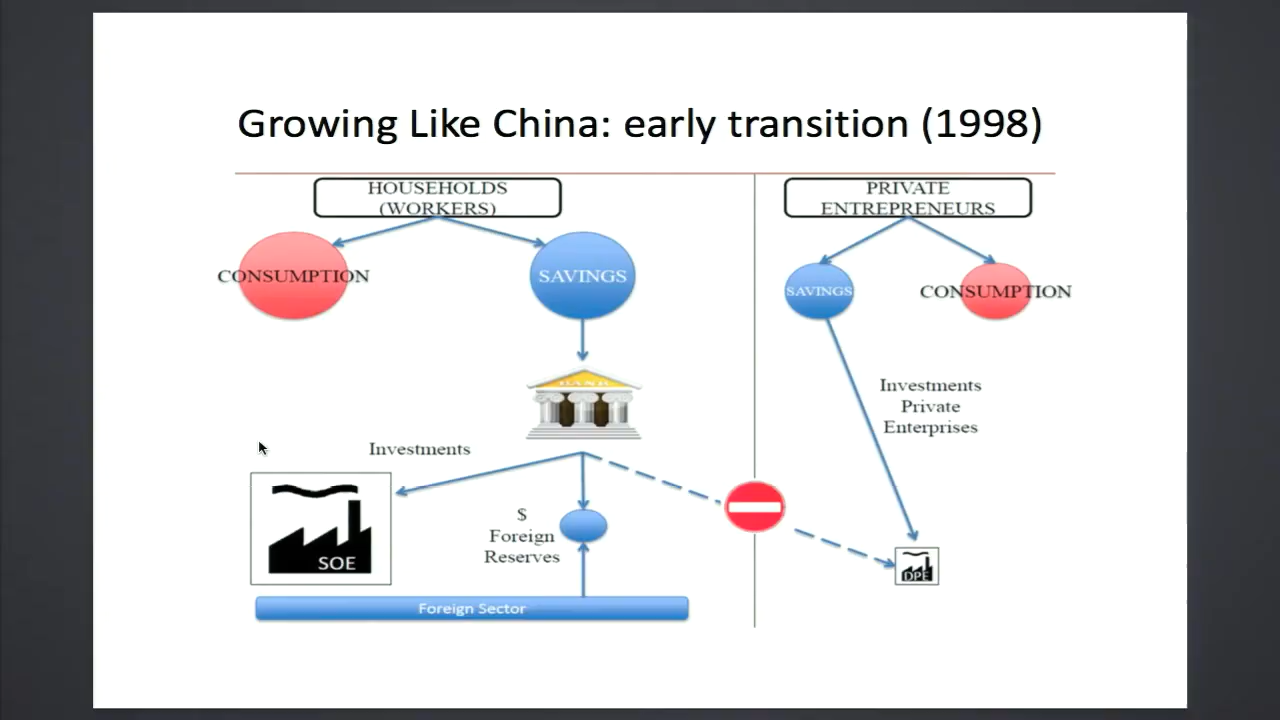 Growing Like China: early transition (1998)
HOUSEHOLDS
(WORKERS)
PRIVATE
ENTREPRENEURS
CONSUMPTION
SAVINGS
SAVINGS
CONSUMPTION
BANK
Investments
Private
Enterprises
Investments
$
Foreign
Reserves
SOE
DPE
Foreign Sector